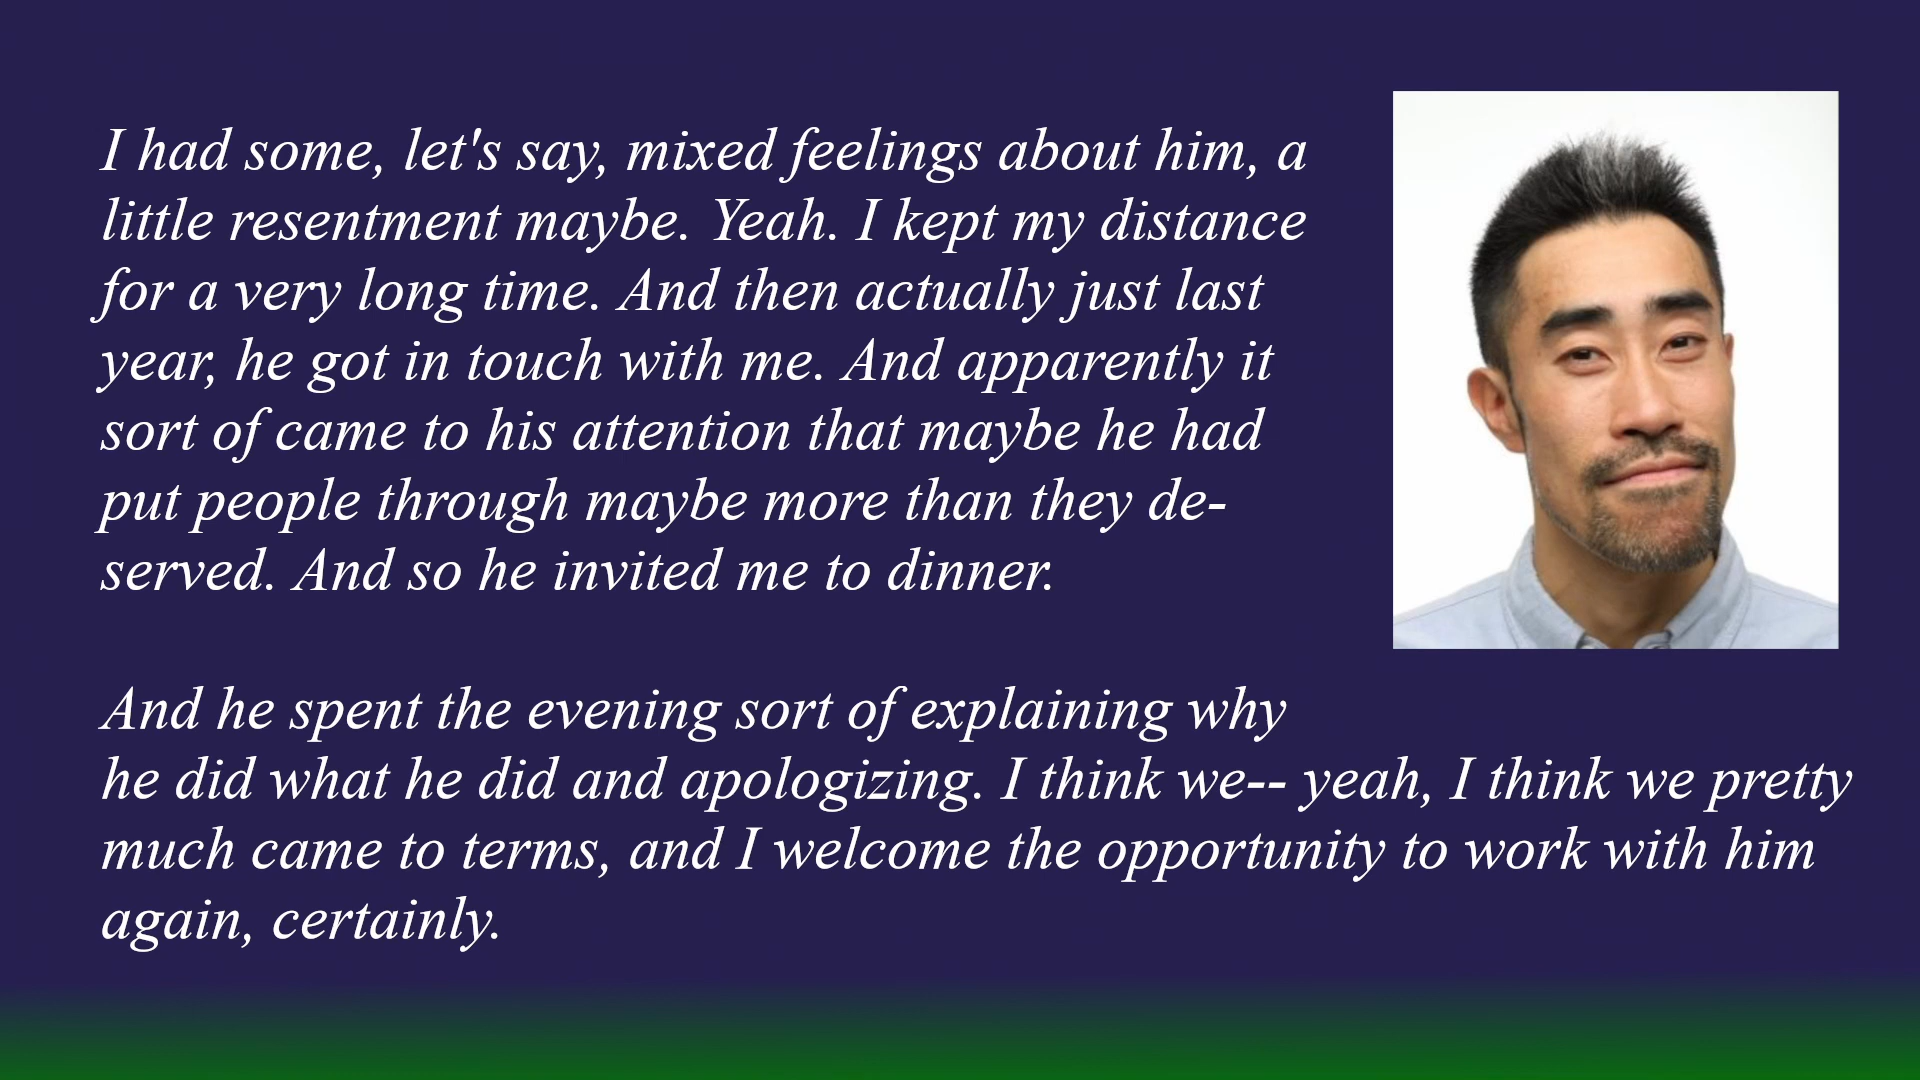 I had some, let's say, mixed feelings about him, a
little resentment maybe. Yeah. I kept my distance
for a very long time. And then actually just last
year, he got in touch with me. And apparently it
sort of came to his attention that maybe he had
put people through maybe more than they de-
served. And so he invited me to dinner.
And he spent the evening sort of explaining why
he did what he did and apologizing. I think we-- yeah, I think we pretty
much came to terms, and I welcome the opportunity to work with him
again, certainly.